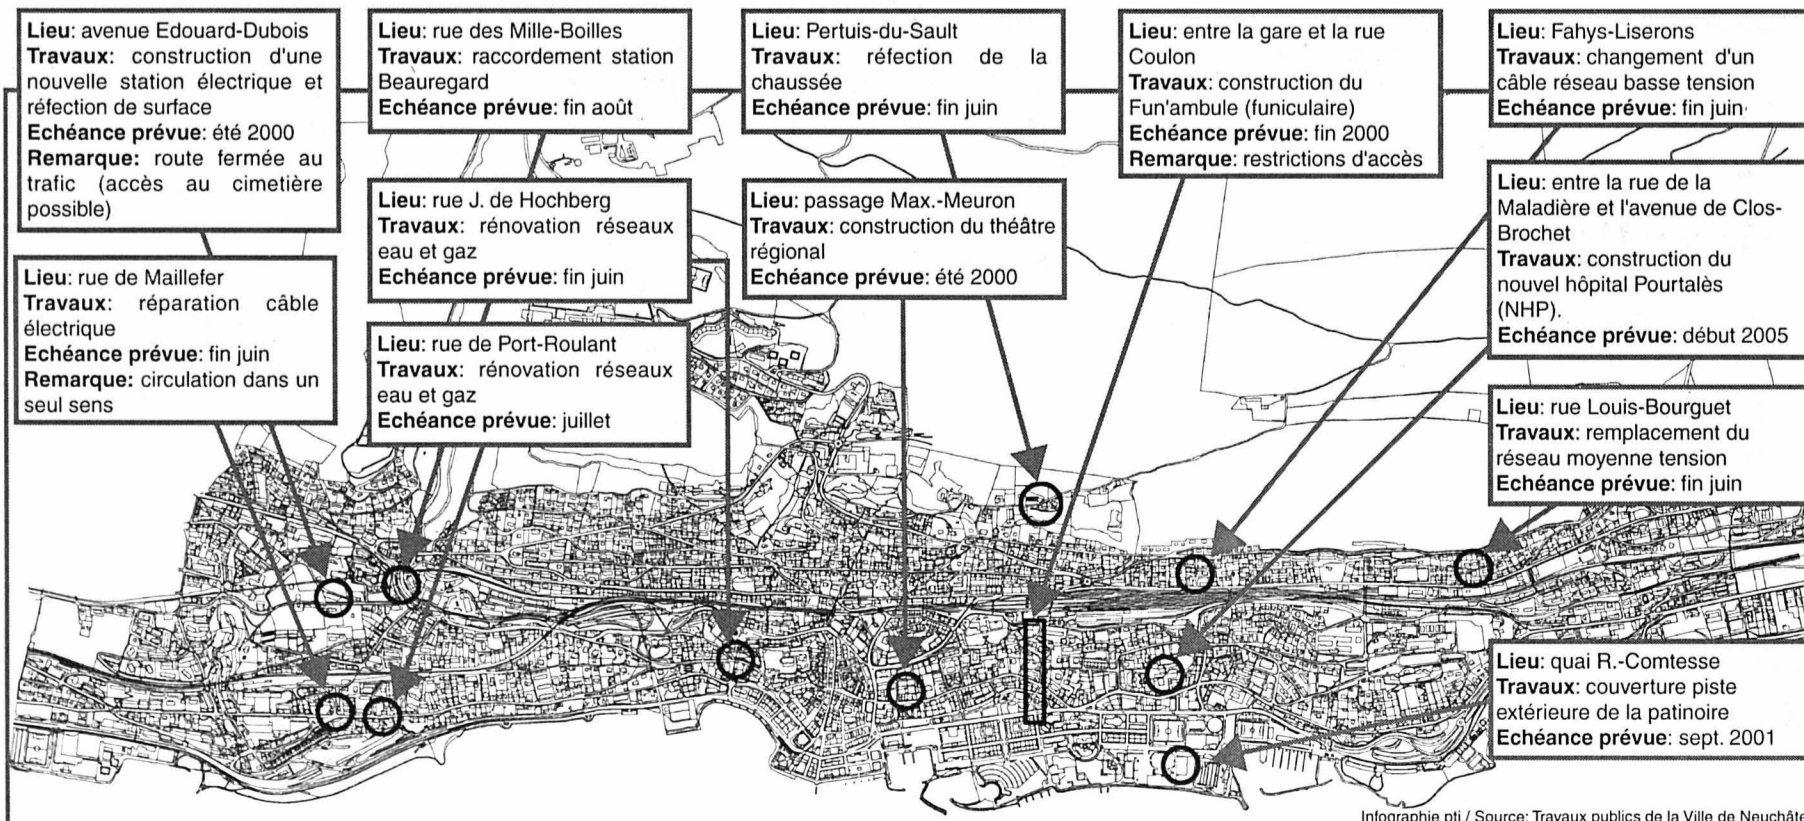 Lieu: avenue Edouard-Dubois
Travaux: construction d'une
nouvelle station électrique et
réfection de surface
Echéance prévue: été 2000
Remarque: route fermée au
trafic (accès au cimetière
possible)
Lieu: rue de Maillefer
Travaux: réparation câble
électrique
Echéance prévue: fin juin
Remarque: circulation dans un
seul sens
Lieu: rue des Mille-Boilles
Travaux: raccordement station
Beauregard
Echéance prévue: fin août
Lieu: rue J. de Hochberg
Travaux: rénovation réseaux
eau et gaz
Echéance prévue: fin juin
Lieu: rue de Port-Roulant
Travaux: rénovation réseaux
eau et gaz
Echéance prévue: juillet
Lieu: Pertuis-du-Sault
Travaux: réfection de la
chaussée
Echéance prévue: fin juin
Lieu: passage Max.-Meuron
Travaux: construction du théâtre
régional
Echéance prévue: été 2000
Lieu: entre la gare et la rue
Coulon
Travaux: construction du
Fun'ambule (funiculaire)
Echéance prévue: fin 2000
Remarque: restrictions d'accès
Lieu: Fahys-Liserons
Travaux: changement d'un
câble réseau basse tension
Echéance prévue: fin juin
Lieu: entre la rue de la
Maladière et l'avenue de Clos-
Brochet
Travaux: construction du
nouvel hôpital Pourtalès
(NHP).
Echéance prévue: début 2005
Lieu: rue Louis-Bourguet
Travaux: remplacement du
réseau moyenne tension
Echéance prévue: fin juin
Lieu: quai R.-Comtesse
Travaux: couverture piste
extérieure de la patinoire
Echéance prévue: sept. 2001
Infographie pti / Source: Travaux publics de la Ville de Neuchâte